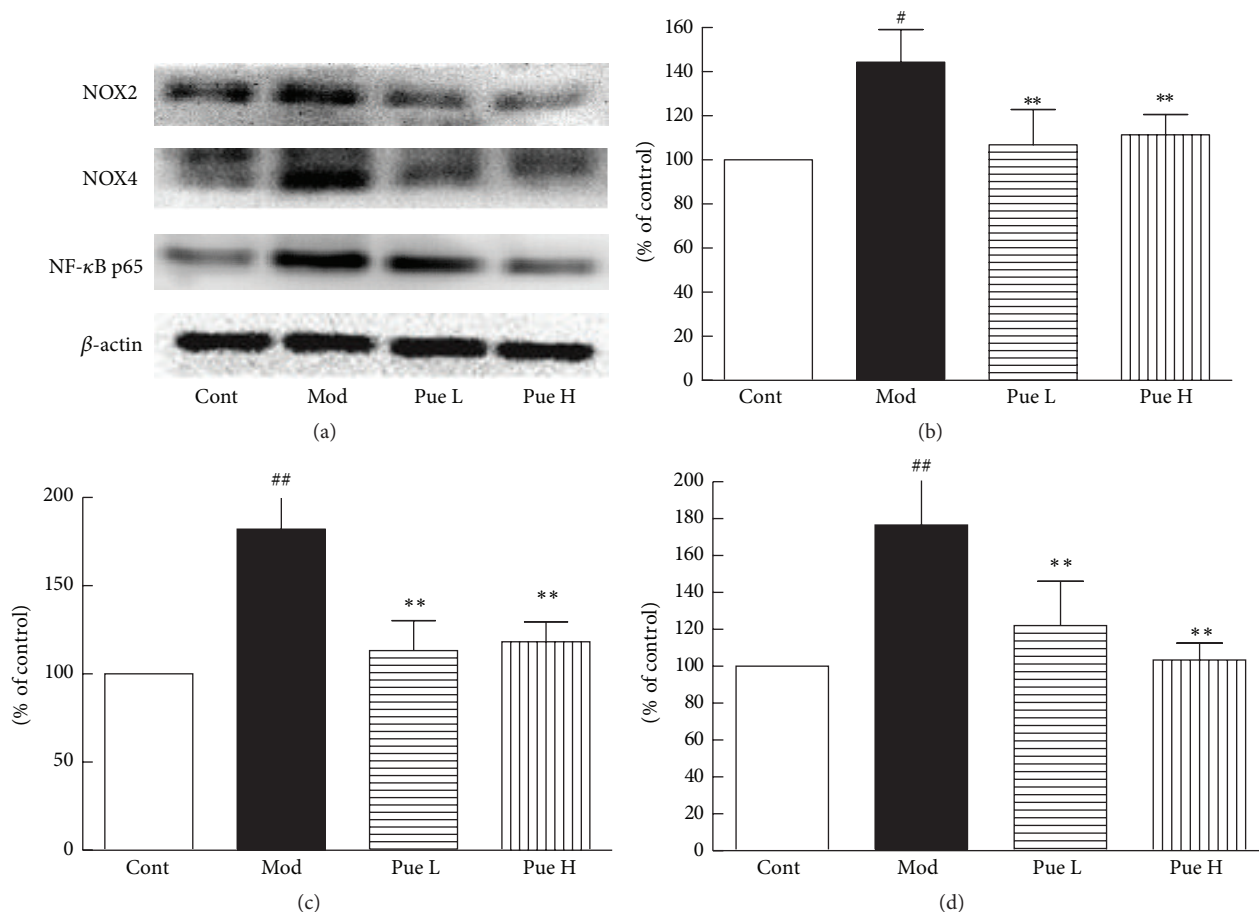 NOX2
NOX4
NF-κB p65
β-actin
Cont Mod Pue L Pue H
(a)
160
140
120
100
80
60
40
20
0
(% of control)
#
**
**
Cont Mod Pue L Pue H
(b)
200
150
100
50
0
(% of control)
##
**
**
Cont Mod Pue L Pue H
(c)
200
180
160
140
120
100
80
60
40
20
0
(% of control)
##
**
**
Cont Mod Pue L Pue H
(d)